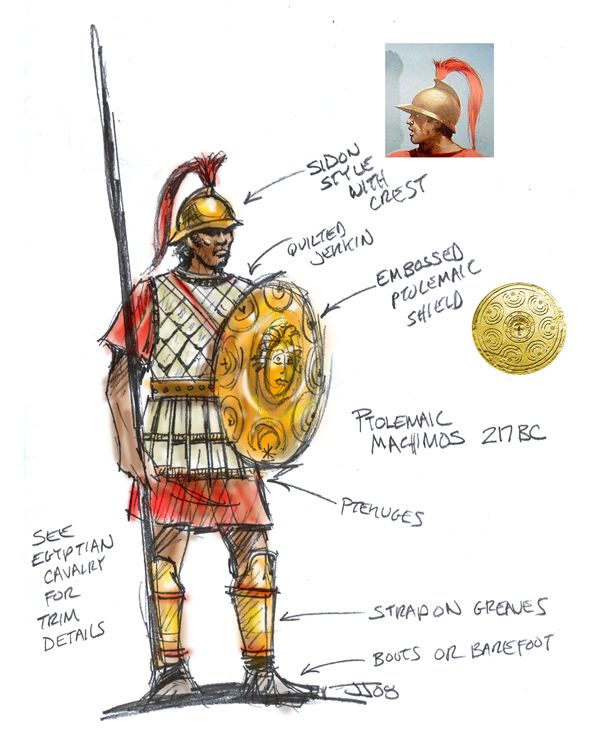 SIDON
STYLE
WITH
CREST
QUILTED
JERKIN
EMBOSSED
PTOLEMAIC
SHIELD
PTOLEMAIC
MACHIMOS 217 BC
PTERUGES
SEE
EGYPTIAN
CAVALRY
FOR
TRIM
DETAILS
STRAP ON GREAVES
BOOTS OR BAREFOOT
JJ08